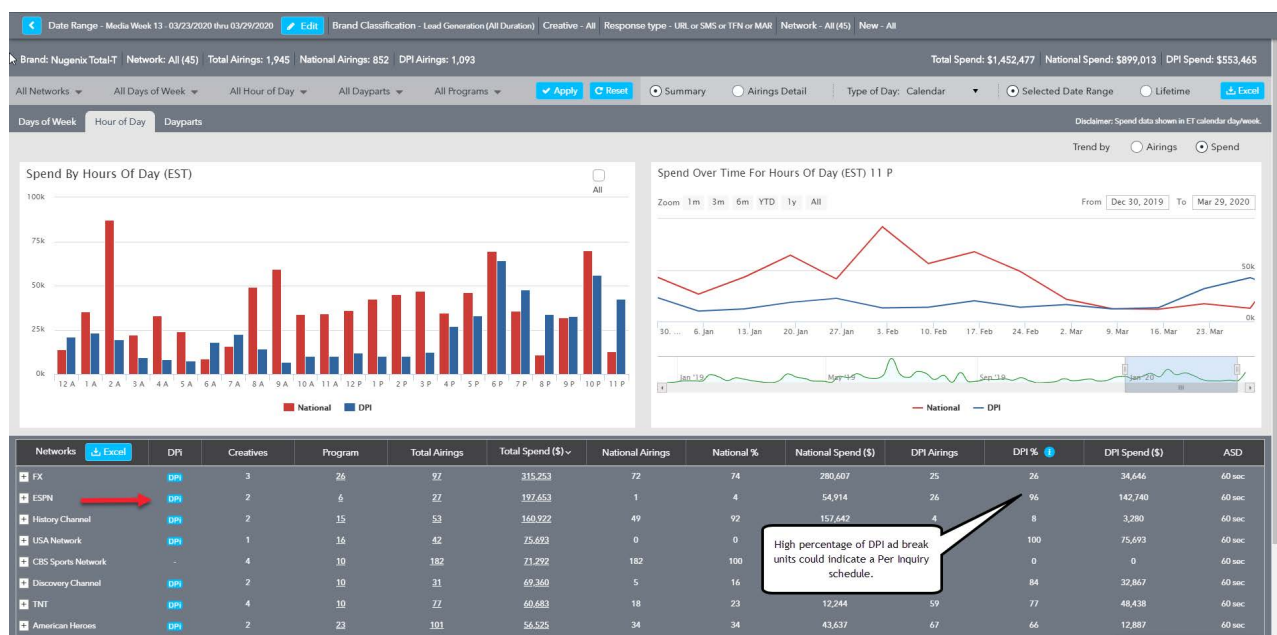 Date Range - Media Week 13 - 03/23/2020 thru 03/29/2020 Edit Brand Classification - Lead Generation (All Duration) Creative - All Response type - URL or SMS or TFN or MAR Network - All (45) New - All
Brand: Nugenix Total-T Network: All (45) Total Airings: 1,945 National Airings: 852 DPI Airings: 1,093 Total Spend: $1,452,477 National Spend: $899,013 DPI Spend: $553,465
All Networks All Days of Week All Hour of Day All Dayparts All Programs Apply Reset Summary Airings Detail Type of Day: Calendar Selected Date Range Lifetime Excel
Days of Week Hour of Day Dayparts Disclaimer: Spend data shown in ET calendar day/week.
Trend by Airings Spend
Spend By Hours Of Day (EST) All
100k
75k
50k
25k
0k
12 A 1 A 2 A 3 A 4 A 5 A 6 A 7 A 8 A 9 A 10 A 11 A 12 P 1 P 2 P 3 P 4 P 5 P 6 P 7 P 8 P 9 P 10 P 11 P
National DPI
Spend Over Time For Hours Of Day (EST) 11 P
Zoom 1m 3m 6m YTD 1y All From Dec 30, 2019 To Mar 29, 2020
50k
0k
30. ... 6. Jan 13. Jan 20. Jan 27. Jan 3. Feb 10. Feb 17. Feb 24. Feb 2. Mar 9. Mar 16. Mar 23. Mar
Jan '19 May '19 Sep '19 Jan '20
National DPI
Networks Excel DPi Creatives Program Total Airings Total Spend ($) National Airings National % National Spend ($) DPI Airings DPI % DPI Spend ($) ASD
FX DPi 3 26 97 315,253 72 74 280,607 25 26 34,646 60 sec
ESPN DPi 2 6 27 197,653 1 4 54,914 26 96 142,740 60 sec
History Channel DPi 2 15 53 160,922 49 92 157,642 4 8 3,280 60 sec
USA Network DPi 1 16 42 75,693 0 0 100 75,693 60 sec
CBS Sports Network - 4 10 182 71,292 182 100 0 0 60 sec
Discovery Channel DPi 2 10 31 69,360 5 16 84 32,867 60 sec
TNT DPi 4 10 77 60,683 18 23 12,244 59 77 48,438 60 sec
American Heroes DPi 2 23 101 56,525 34 34 43,637 67 66 12,887 60 sec
High percentage of DPI ad break
units could indicate a Per Inquiry
schedule.